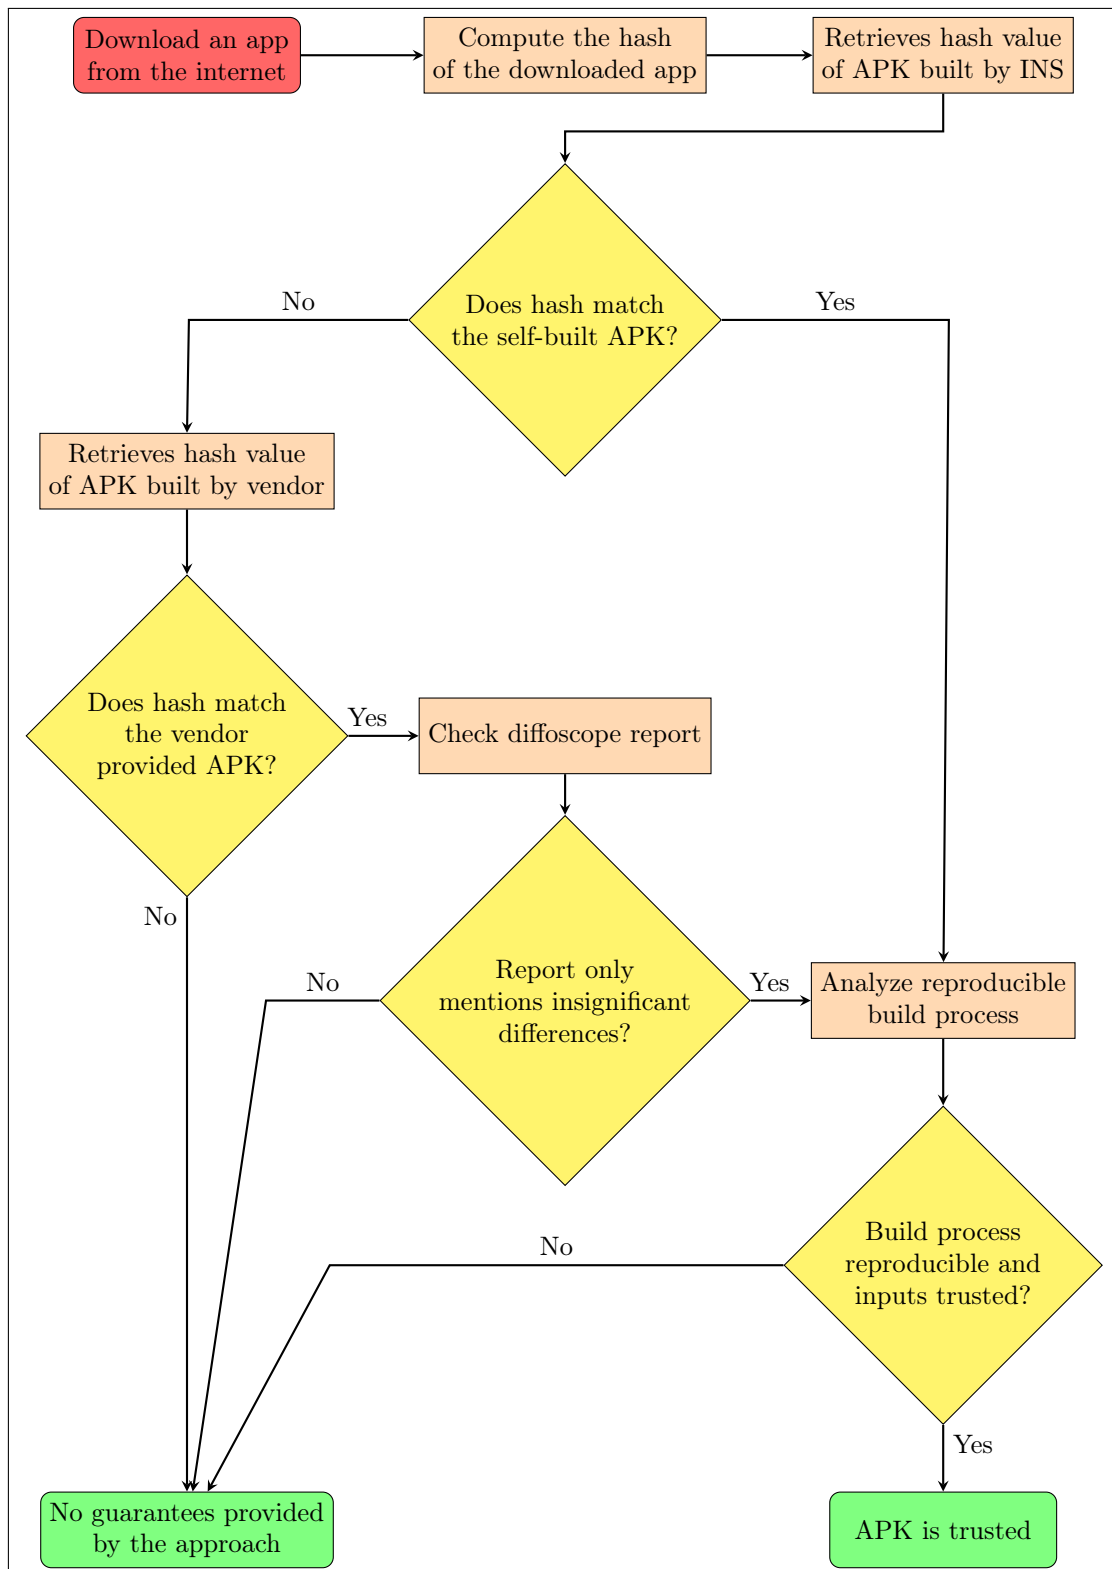 Download an app
from the internet
Compute the hash
of the downloaded app
Retrieves hash value
of APK built by INS
Does hash match
the self-built APK?
No
Yes
Retrieves hash value
of APK built by vendor
Does hash match
the vendor
provided APK?
Yes
Check diffoscope report
No
Report only
mentions insignificant
differences?
No
Yes
Analyze reproducible
build process
Build process
reproducible and
inputs trusted?
No
Yes
No guarantees provided
by the approach
APK is trusted